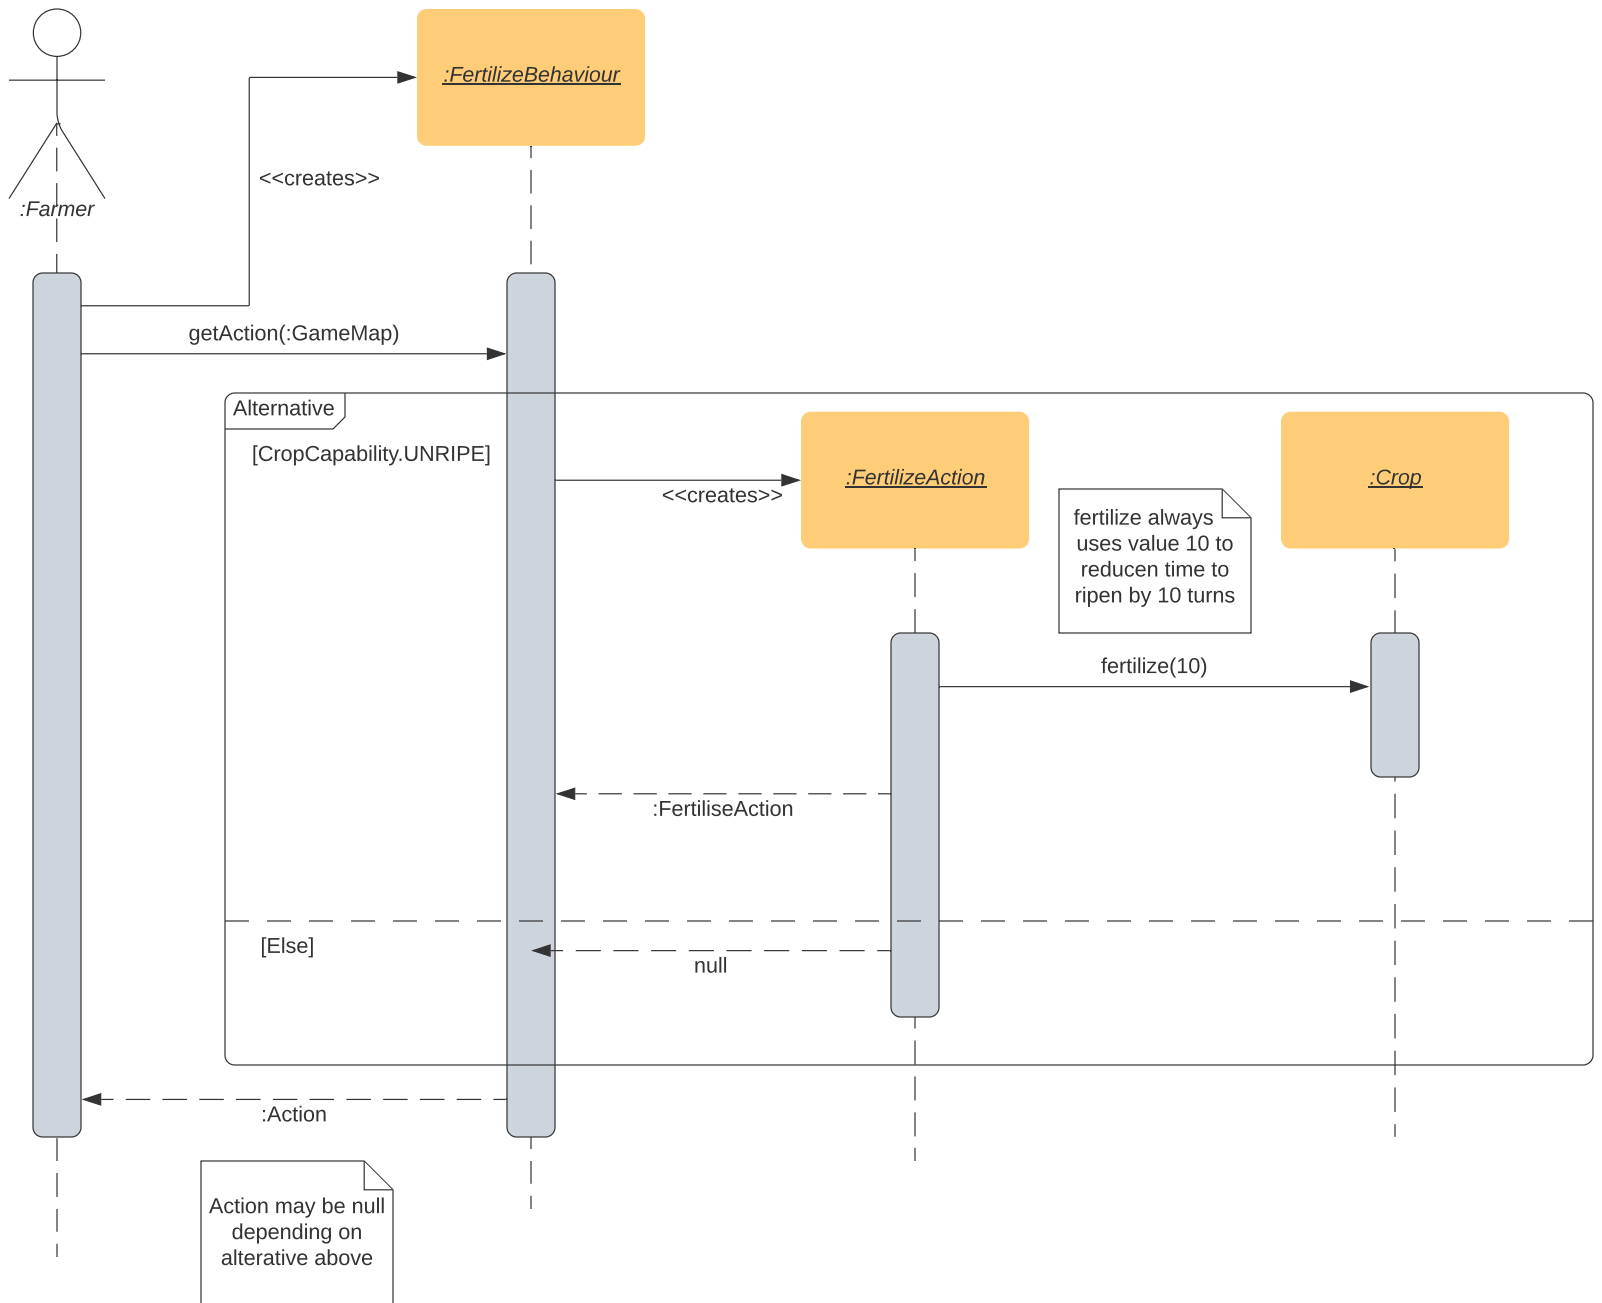 :FertilizeBehaviour
<<creates>>
:Farmer
getAction(:GameMap)
Alternative
[CropCapability.UNRIPE]
:FertilizeAction
:Crop
<<creates>>
fertilize always
uses value 10 to
reducen time to
ripen by 10 turns
fertilize(10)
:FertiliseAction
[Else]
null
:Action
Action may be null
depending on
alterative above